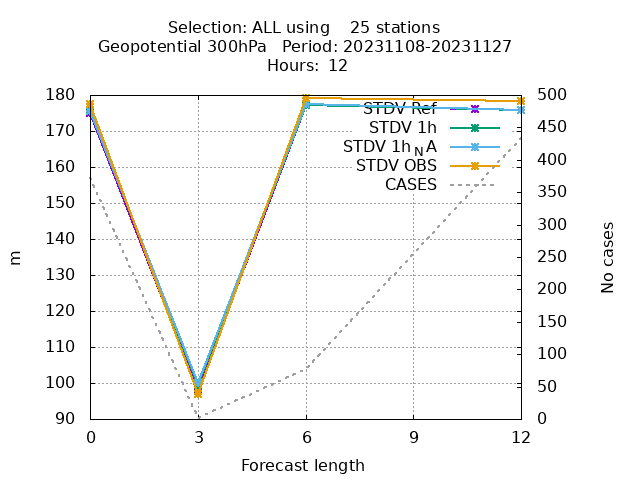 Selection: ALL using    25 stations
Geopotential 300hPa   Period: 20231108-20231127
Hours: 12
180
170
160
150
140
130
120
110
100
90
m
STDV Ref
STDV 1h
STDV 1h_NA
STDV OBS
CASES
500
450
400
350
300
250
200
150
100
50
0
No cases
0 3 6 9 12
Forecast length